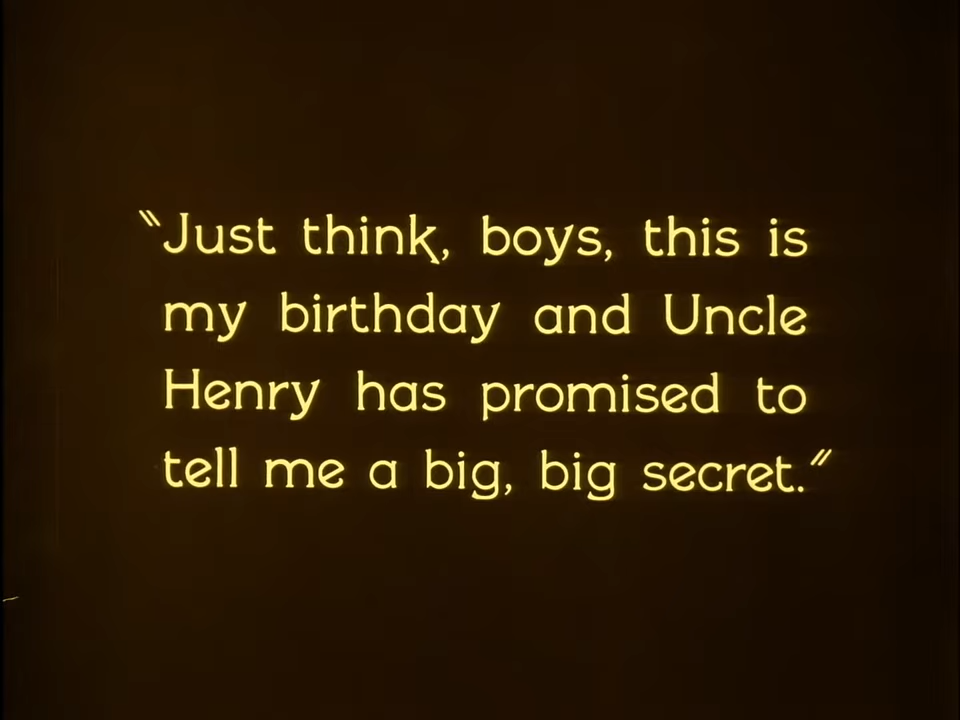 “Just think, boys, this is
my birthday and Uncle
Henry has promised to
tell me a big, big secret.”